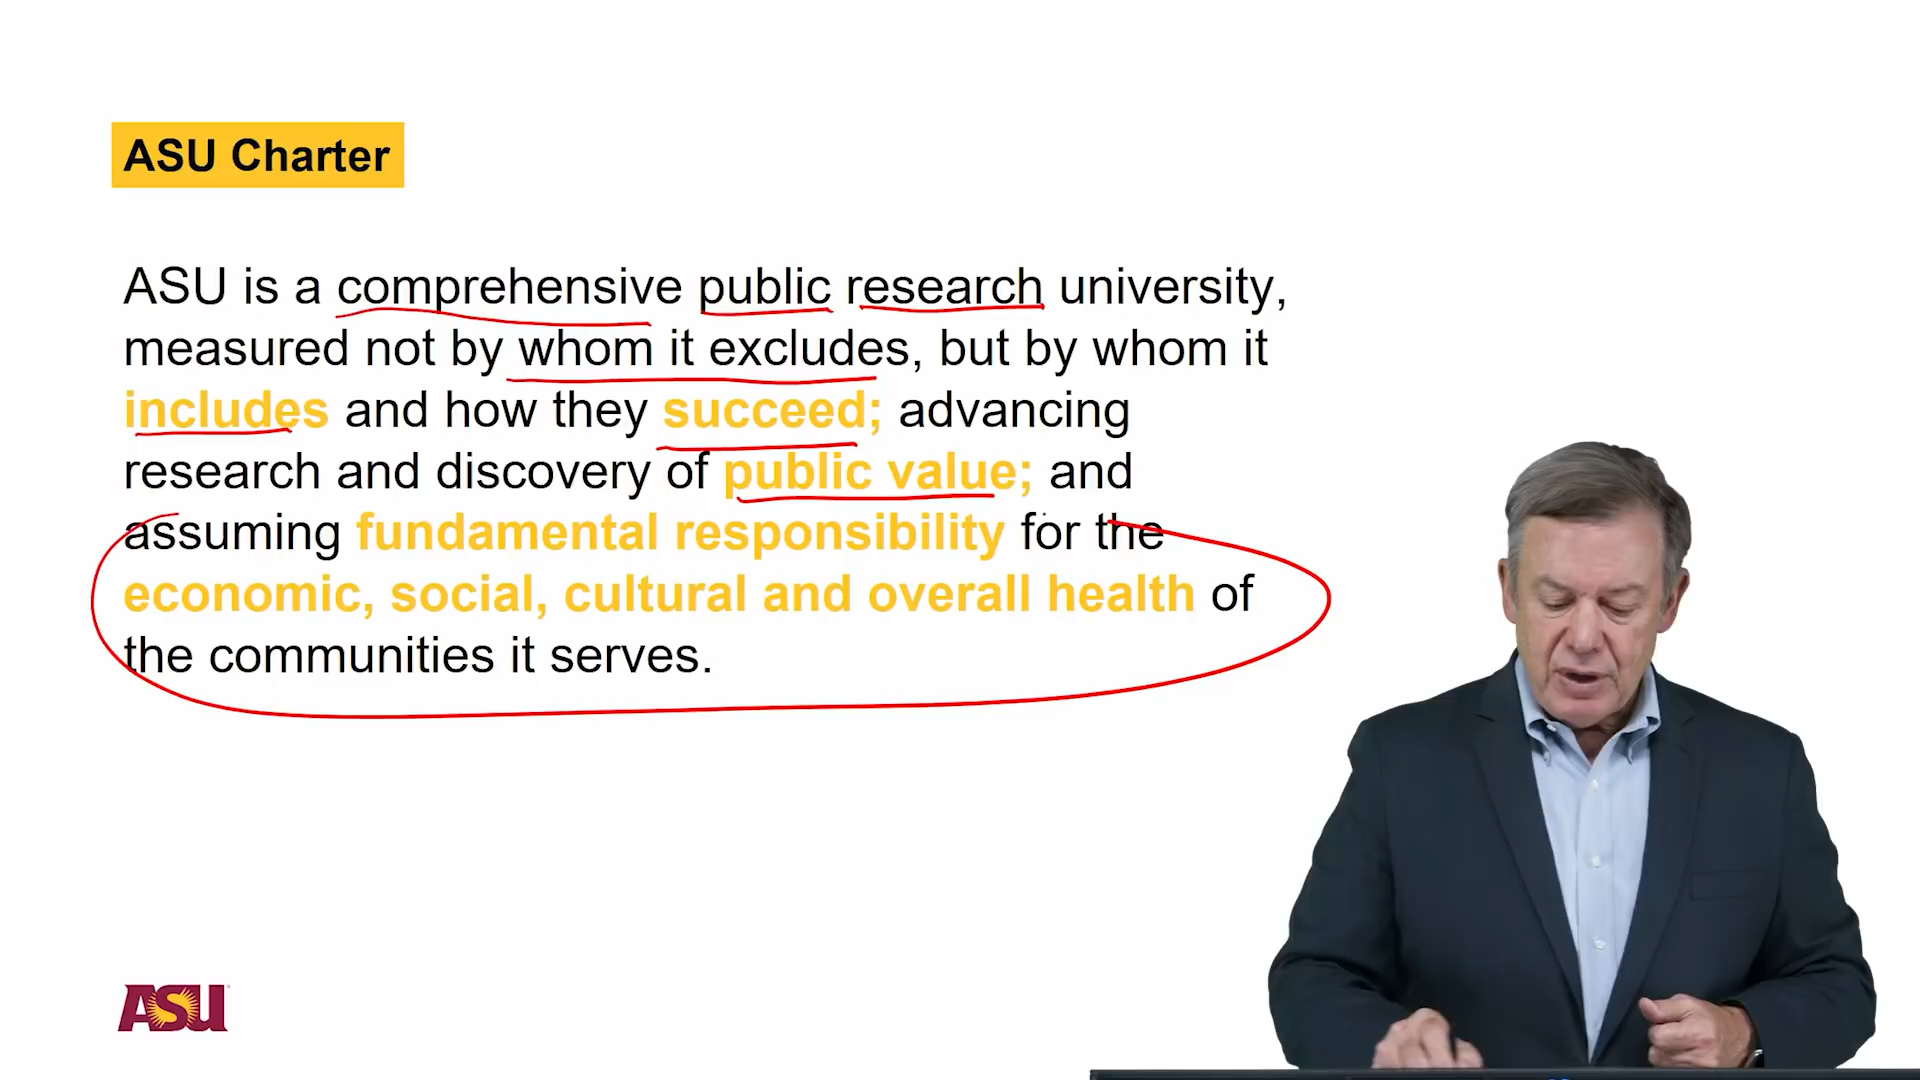 ASU Charter
ASU is a comprehensive public research university,
measured not by whom it excludes, but by whom it
includes and how they succeed; advancing
research and discovery of public value; and
assuming fundamental responsibility for the
economic, social, cultural and overall health of
the communities it serves.
ASU